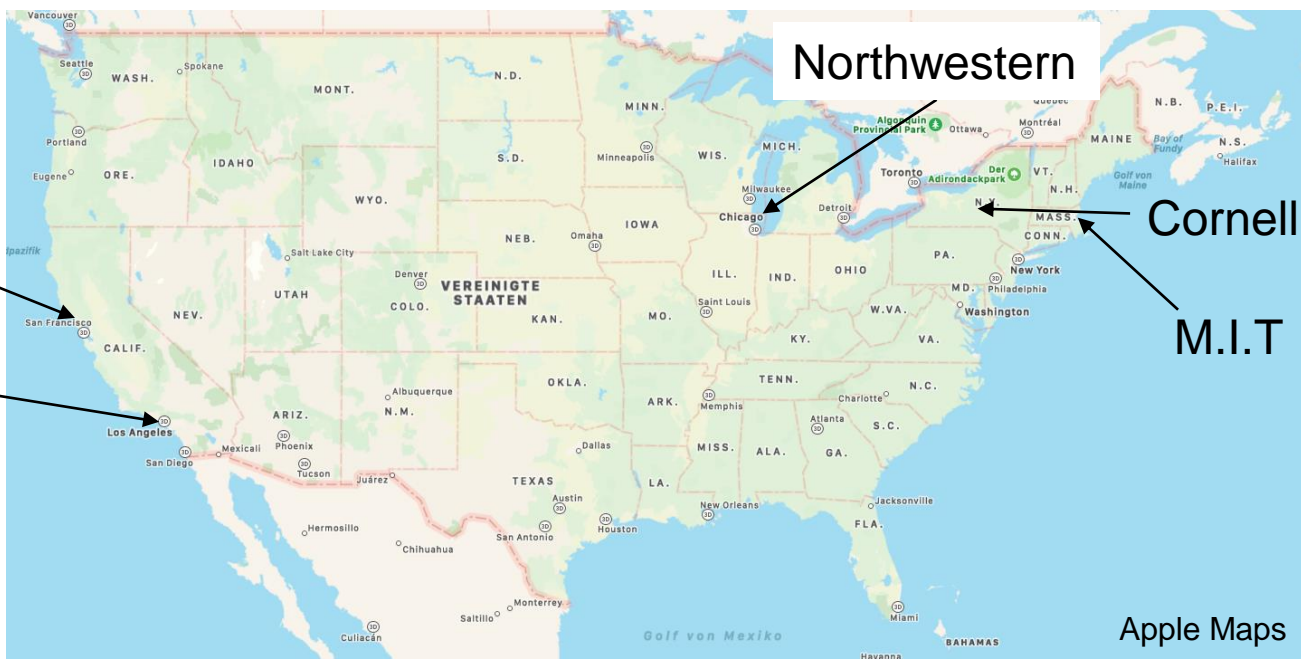 Vancouver
Seattle
Spokane
WASH.
MONT.
N.D.
MINN.
Northwestern
Algonquin
Provincial Park
Ottawa
Québec
Montréal
N.B.
P.E.I.
MAINE
Bay of
Fundy
N.S.
Halifax
Portland
Eugene
ORE.
IDAHO
S.D.
Minneapolis
WIS.
MICH.
Toronto
Der
Adirondackpark
VT.
N.H.
Golf von
Maine
WYO.
Milwaukee
Chicago
Detroit
N.Y.
MASS.
CONN.
Cornell
IOWA
NEB.
Omaha
PA.
New York
Salt Lake City
Denver
VEREINIGTE
STAATEN
ILL.
IND.
OHIO
MD.
Philadelphia
Washington
NEV.
UTAH
COLO.
KAN.
MO.
Saint Louis
W.VA.
VA.
KY.
M.I.T
San Francisco
CALIF.
OKLA.
TENN.
N.C.
Charlotte
Albuquerque
N.M.
ARIZ.
ARK.
Memphis
Atlanta
S.C.
Los Angeles
San Diego
Mexicali
Phoenix
Tucson
Juárez
Dallas
MISS.
ALA.
GA.
TEXAS
LA.
Austin
San Antonio
Houston
New Orleans
Jacksonville
FLA.
Hermosillo
Chihuahua
Monterrey
Saltillo
Culiacán
Golf von Mexiko
Miami
BAHAMAS
Havanna
Apple Maps